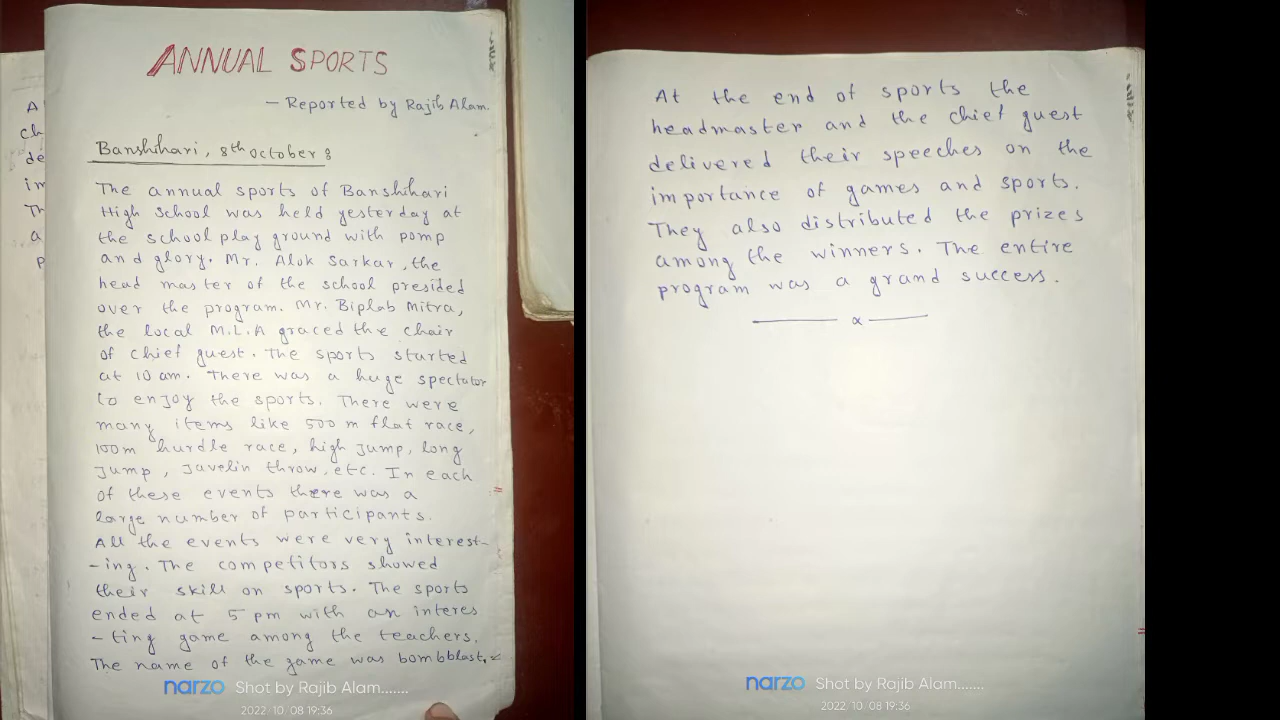 ANNUAL SPORTS
- Reported by Rajib Alam.
Banshihari, 8th october 8
The annual sports of Banshihari
High school was held yesterday at
the school play ground with pomp
and glory. Mr. Alok Sarkar, the
head master of the school presided
over the program. Mr. Biplab Mitra,
the local M.L.A graced the chair
of chief guest. The sports started
at 10 am. There was a huge spectator
to enjoy the sports. There were
many items like 500 m flat race,
100m hurdle race, high jump, long
jump, javelin throw, etc. In each
of these events there was a
large number of participants.
All the events were very interest-
-ing. The competitors showed
their skill on sports. The sports
ended at 5 pm with an interes
-ting game among the teachers.
The name of the game was bombblast.
narzo Shot by Rajib Alam.......
2022.10.08 19:36
At the end of sports the
headmaster and the chief guest
delivered their speeches on the
importance of games and sports.
They also distributed the prizes
among the winners. The entire
program was a grand success.
narzo Shot by Rajib Alam.......
2022.10.08 19:36